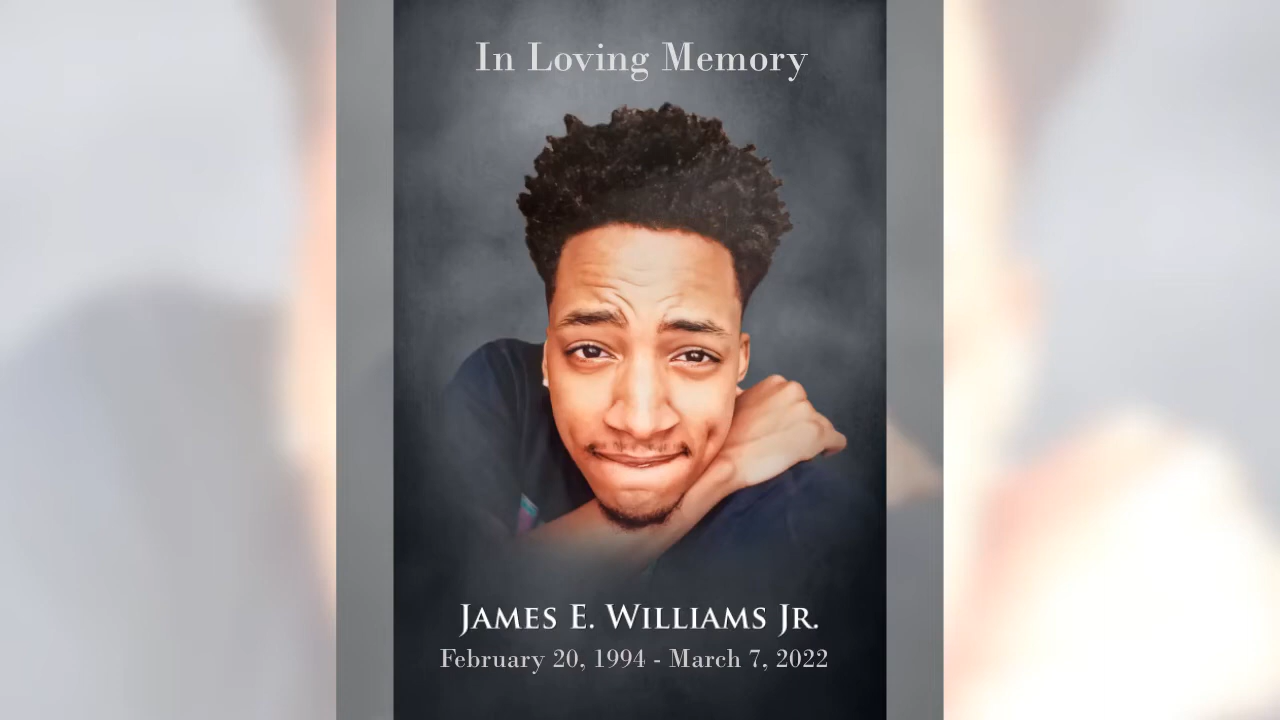 In Loving Memory
James E. Williams Jr.
February 20, 1994 - March 7, 2022